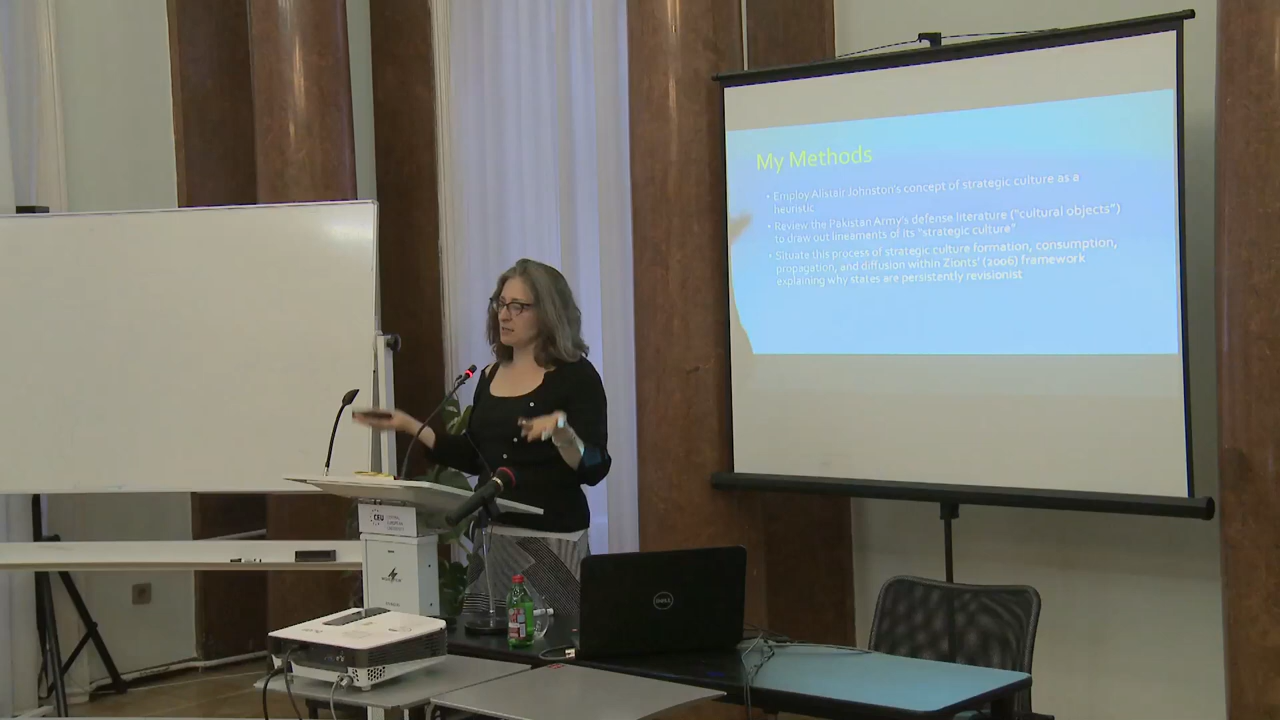 My Methods
• Employ Alistair Johnston's concept of strategic culture as a
heuristic
• Review the Pakistan Army's defense literature ("cultural objects")
to draw out lineaments of its "strategic culture"
• Situate this process of strategic culture formation, consumption,
propagation, and diffusion within Zionts' (2006) framework
explaining why states are persistently revisionist
CEU
DELL